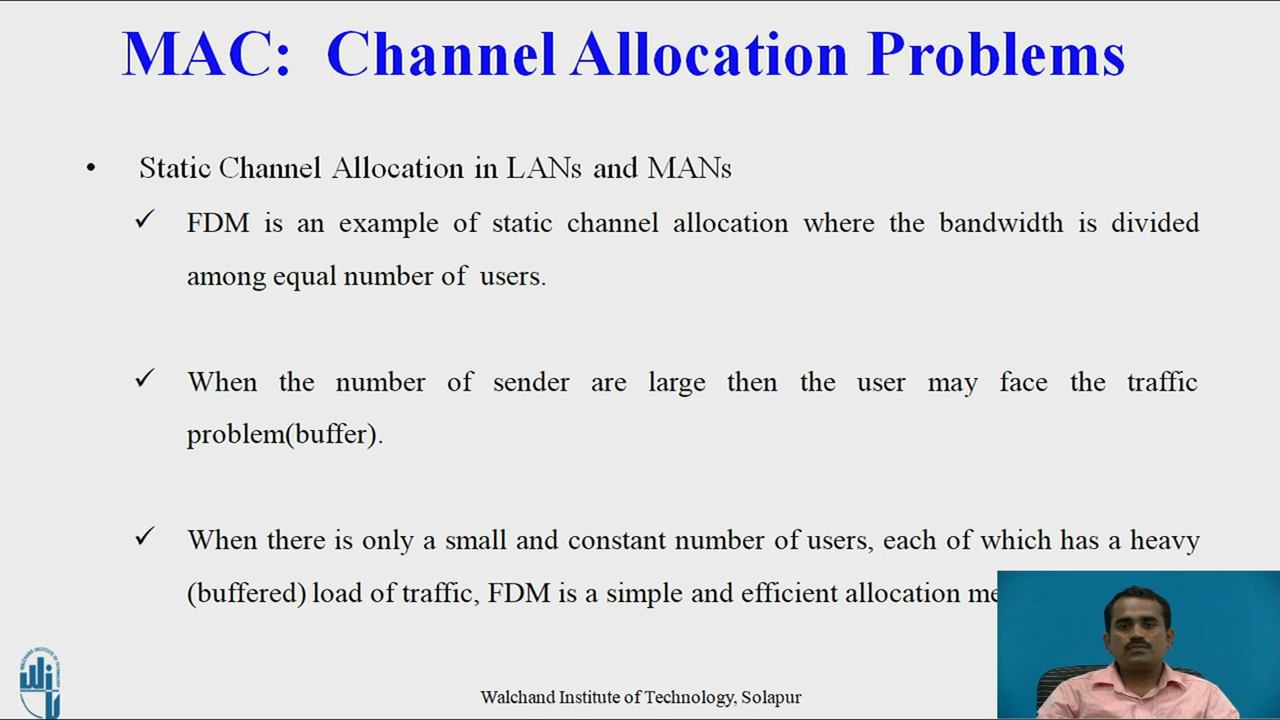 MAC: Channel Allocation Problems
• Static Channel Allocation in LANs and MANs
✓ FDM is an example of static channel allocation where the bandwidth is divided
among equal number of users.
✓ When the number of sender are large then the user may face the traffic
problem(buffer).
✓ When there is only a small and constant number of users, each of which has a heavy
(buffered) load of traffic, FDM is a simple and efficient allocation
Walchand Institute of Technology, Solapur